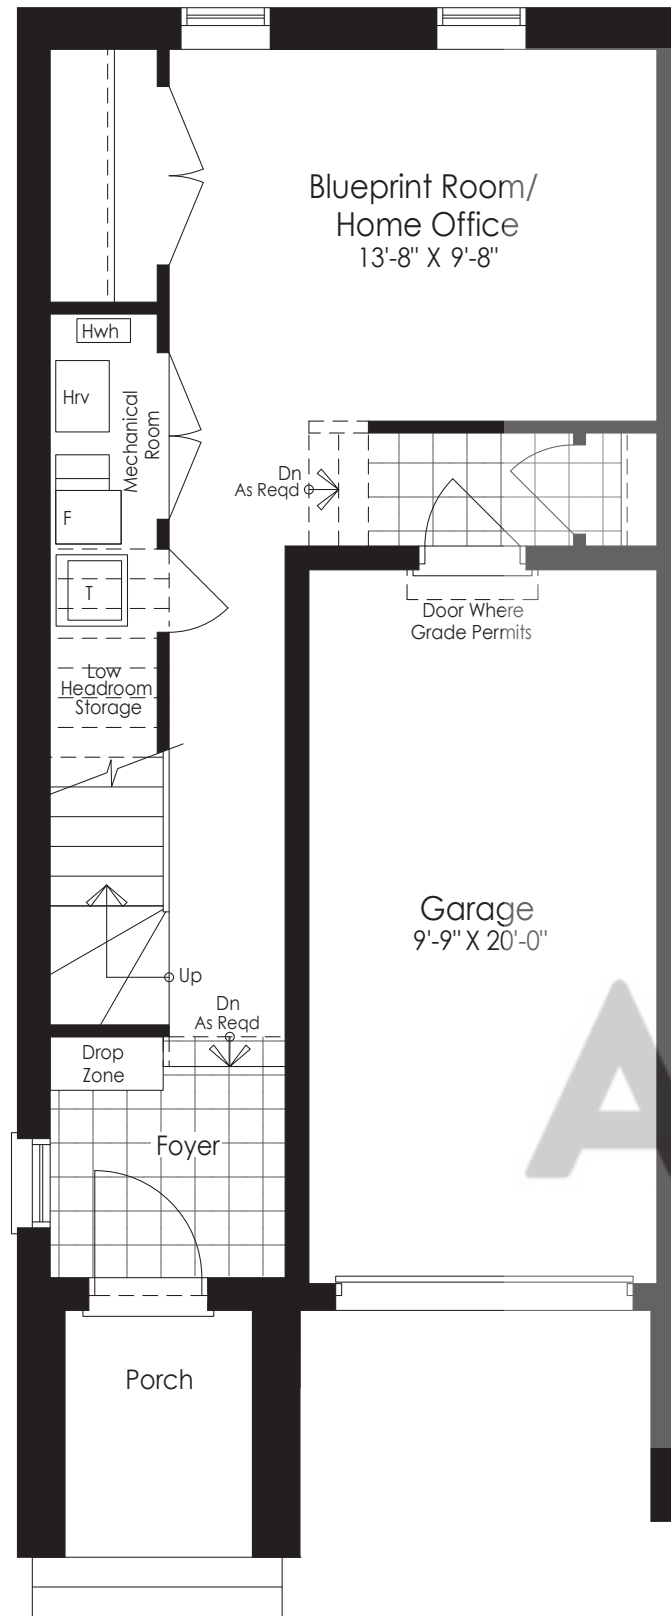 Blueprint Room/
Home Office
13'-8" X 9'-8"
Hwh
Hrv
Mechanical
Room
F
Dn
As Reqd
T
Door Where
Grade Permits
Low
Headroom
Storage
Garage
9'-9" X 20'-0"
Up
Dn
As Reqd
Drop
Zone
Foyer
Porch
A